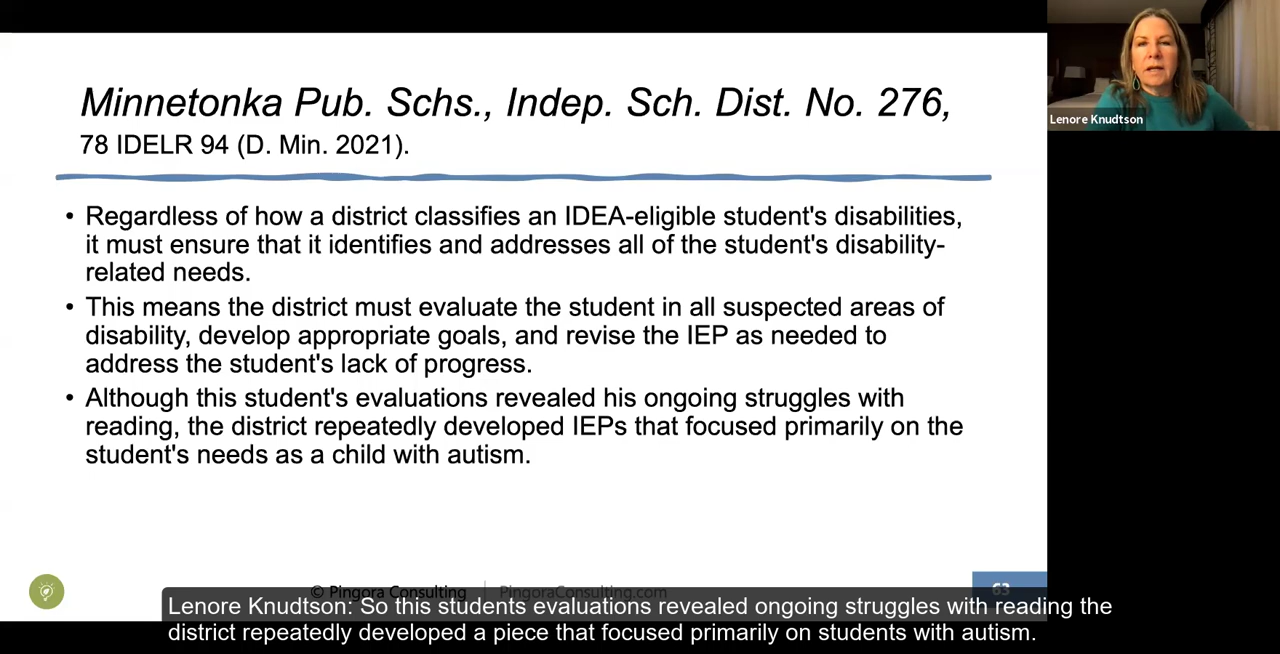 Minnetonka Pub. Schs., Indep. Sch. Dist. No. 276,
78 IDELR 94 (D. Min. 2021).
Lenore Knudtson
• Regardless of how a district classifies an IDEA-eligible student's disabilities,
it must ensure that it identifies and addresses all of the student's disability-
related needs.
• This means the district must evaluate the student in all suspected areas of
disability, develop appropriate goals, and revise the IEP as needed to
address the student's lack of progress.
• Although this student's evaluations revealed his ongoing struggles with
reading, the district repeatedly developed IEPs that focused primarily on the
student's needs as a child with autism.
© Pingora Consulting | PingoraConsulting.com
63
Lenore Knudtson: So this students evaluations revealed ongoing struggles with reading the
district repeatedly developed a piece that focused primarily on students with autism.